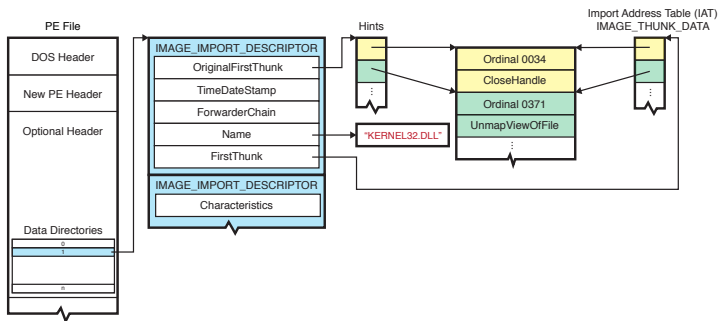 PE File
DOS Header
New PE Header
Optional Header
Data Directories
0
1
n
IMAGE_IMPORT_DESCRIPTOR
OriginalFirstThunk
TimeDateStamp
ForwarderChain
Name
FirstThunk
IMAGE_IMPORT_DESCRIPTOR
Characteristics
Hints
"KERNEL32.DLL"
Ordinal 0034
CloseHandle
Ordinal 0371
UnmapViewOfFile
Import Address Table (IAT)
IMAGE_THUNK_DATA